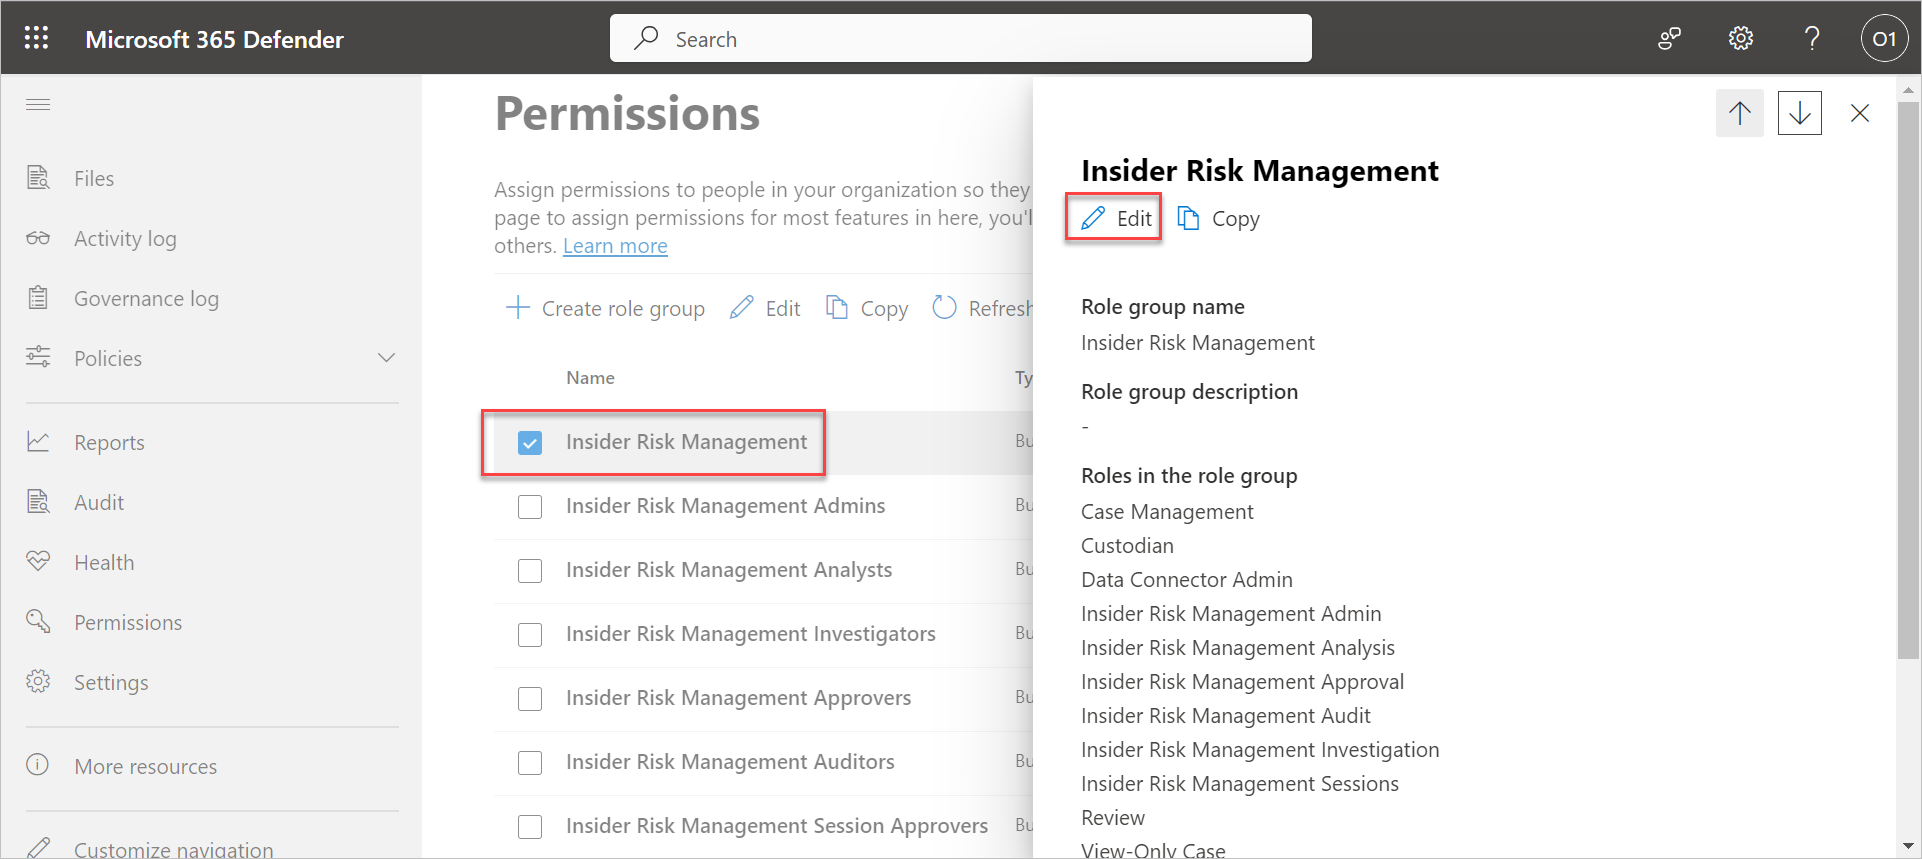 Microsoft 365 Defender
Search
O1
Files
Activity log
Governance log
Policies
Reports
Audit
Health
Permissions
Settings
More resources
Customize navigation
Permissions
Assign permissions to people in your organization so they
page to assign permissions for most features in here, you'l
others. Learn more
Create role group Edit Copy Refresh
Name Ty
Insider Risk Management Bu
Insider Risk Management Admins Bu
Insider Risk Management Analysts Bu
Insider Risk Management Investigators Bu
Insider Risk Management Approvers Bu
Insider Risk Management Auditors Bu
Insider Risk Management Session Approvers Bu
Insider Risk Management
Edit Copy
Role group name
Insider Risk Management
Role group description
-
Roles in the role group
Case Management
Custodian
Data Connector Admin
Insider Risk Management Admin
Insider Risk Management Analysis
Insider Risk Management Approval
Insider Risk Management Audit
Insider Risk Management Investigation
Insider Risk Management Sessions
Review
View-Only Case